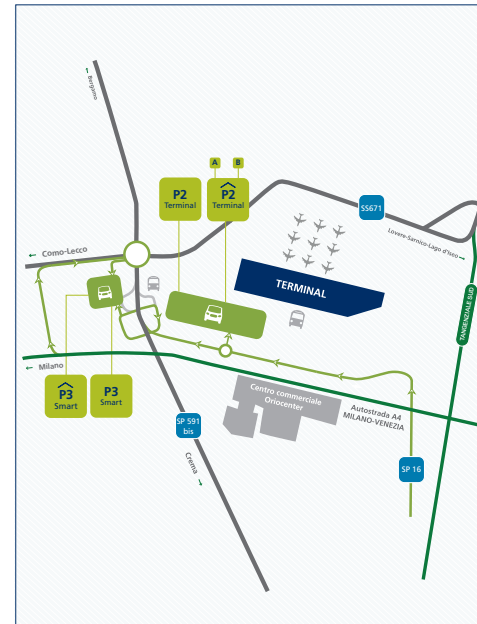 ← Bergamo
A
B
P2
Terminal
P2
Terminal
SS671
Lovere-Sarnico-Lago d'Iseo →
← Como-Lecco
TERMINAL
TANGENZIALE SUD
← Milano
P3
Smart
P3
Smart
Centro commerciale
Oriocenter
Autostrada A4
MILANO-VENEZIA
SP 591
bis
Crema →
SP 16